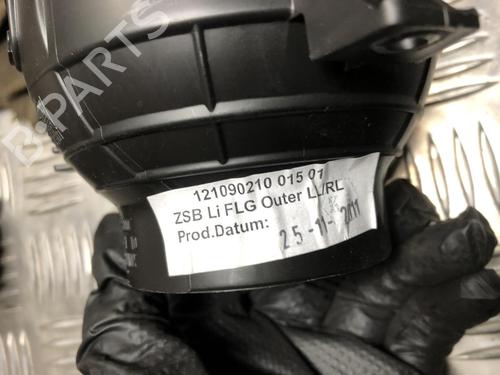 B-PARTS
121090210 015 01
ZSB Li FLG Outer LL/RL
Prod.Datum: 25-11-2011